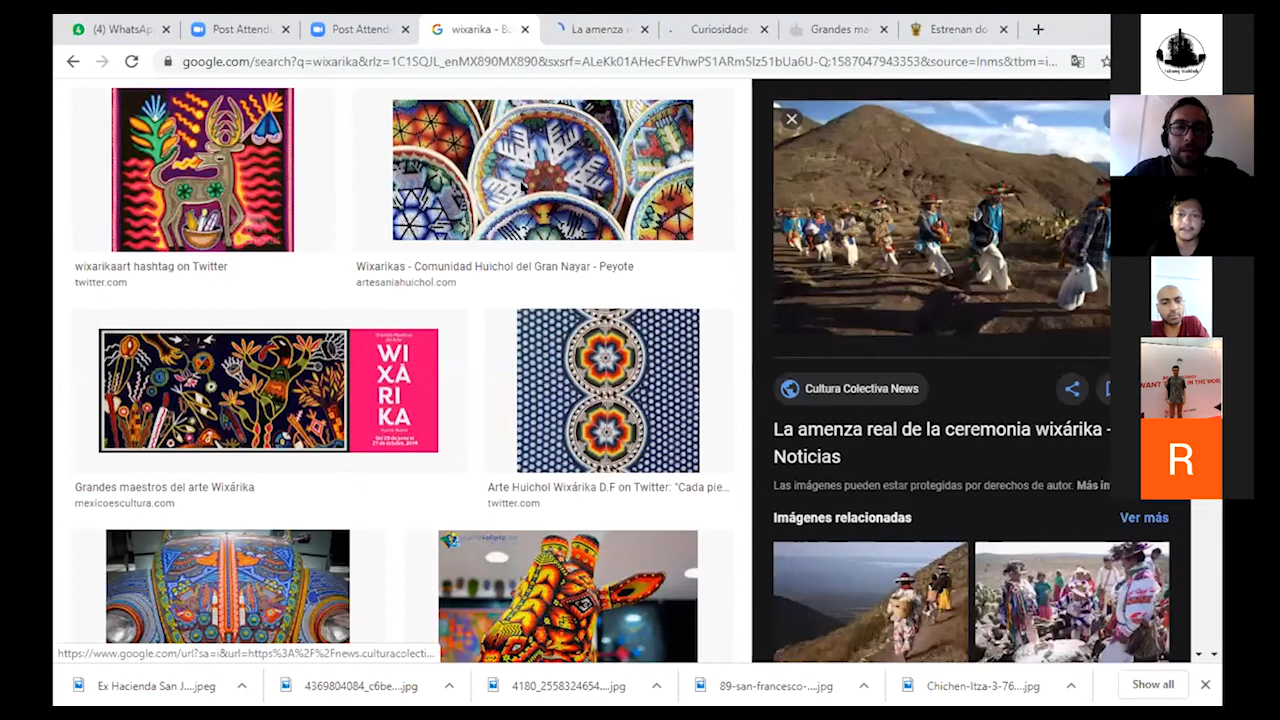 (4) WhatsAp
Post Attende
Post Attende
wixarika - Bu
La amenza r
Curiosidade
Grandes ma
Estrenan do
google.com/search?q=wixarika&rlz=1C1SQJL_enMX890MX890&sxsrf=ALeKk01AHecFEVhwPS1ARm5Iz51bUa6U-Q:1587047943353&source=lnms&tbm=i...
wixarikaart hashtag on Twitter
twitter.com
Wixarikas - Comunidad Huichol del Gran Nayar - Peyote
artesaniahuichol.com
WI
XÁ
RI
KA
Grandes maestros del arte Wixárika
mexicoescultura.com
Arte Huichol Wixárika D.F on Twitter: "Cada pie...
twitter.com
Cultura Colectiva News
La amenza real de la ceremonia wixárika -
Noticias
Las imágenes pueden estar protegidas por derechos de autor. Más in
Imágenes relacionadas
Ver más
R
https://www.google.com/url?sa=i&url=https%3A%2F%2Fnews.culturacolecti...
Ex Hacienda San J....jpeg
4369804084_c6be....jpg
4180_2558324654....jpg
89-san-francesco-....jpg
Chichen-Itza-3-76....jpg
Show all